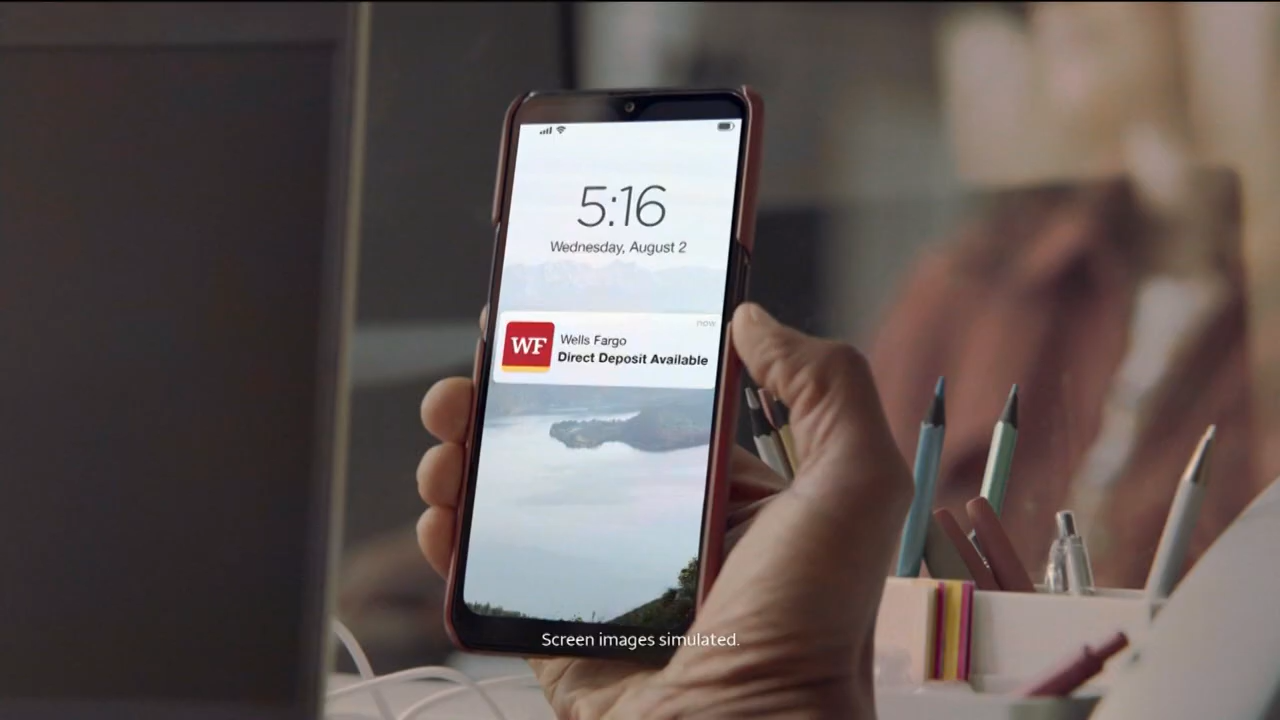 5:16
Wednesday, August 2
now
WF
Wells Fargo
Direct Deposit Available
Screen images simulated.